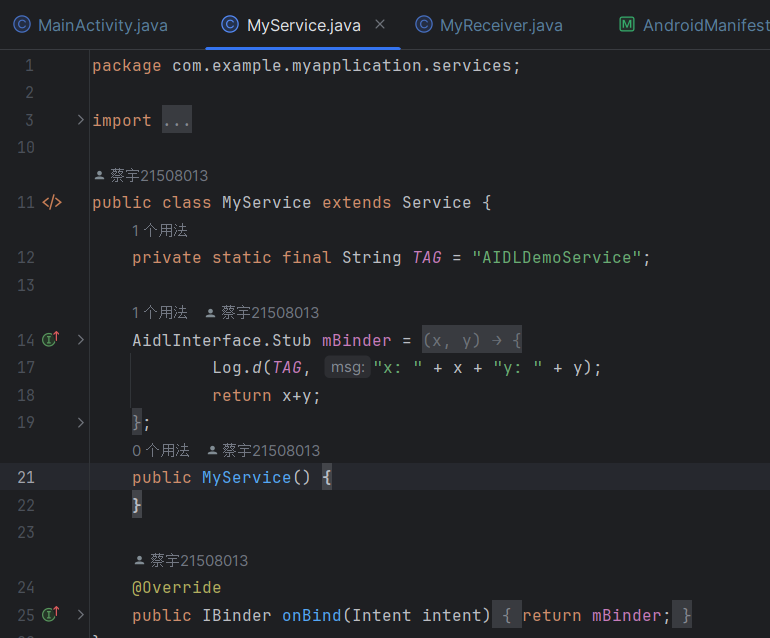 MainActivity.java MyService.java MyReceiver.java AndroidManifest
1 package com.example.myapplication.services;
2
3 import ...
10
蔡宇21508013
11 public class MyService extends Service {
1 个用法
12 private static final String TAG = "AIDLDemoService";
13
1 个用法 蔡宇21508013
14 AidlInterface.Stub mBinder = (x, y) → {
17 Log.d(TAG, msg: "x: " + x + "y: " + y);
18 return x+y;
19 };
0 个用法 蔡宇21508013
21 public MyService() {
22 }
23
蔡宇21508013
24 @Override
25 public IBinder onBind(Intent intent) { return mBinder; }